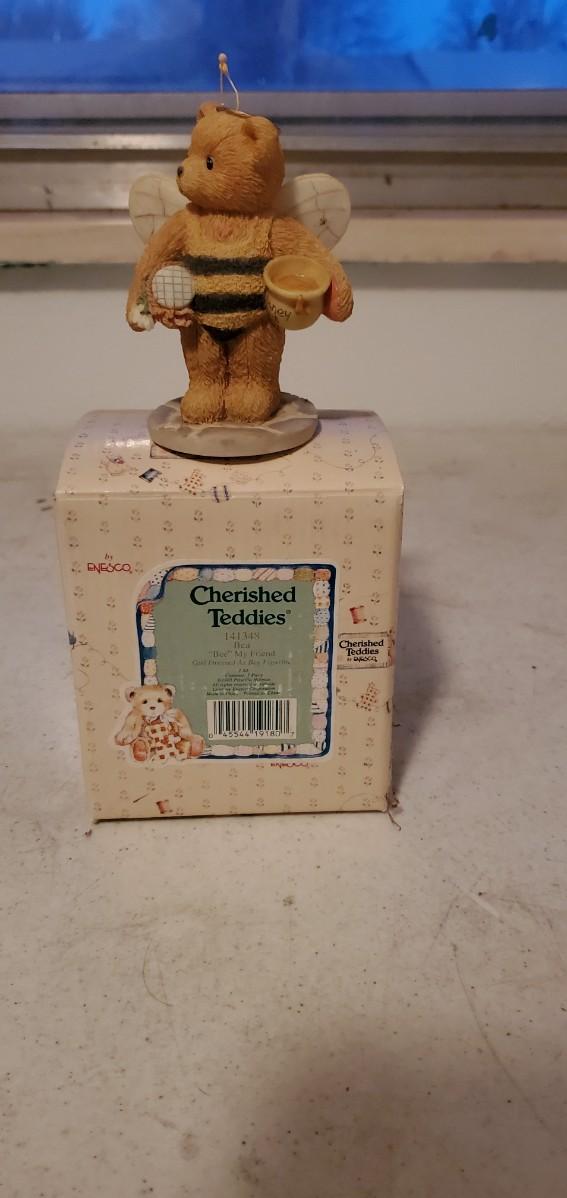 ney
by
ENESCO
Cherished
Teddies®
141348
Bea
"Bee" My Friend
Girl Dressed As Bee Figurine
0 45544 19180 7
Cherished
Teddies
by ENESCO
ENESCO